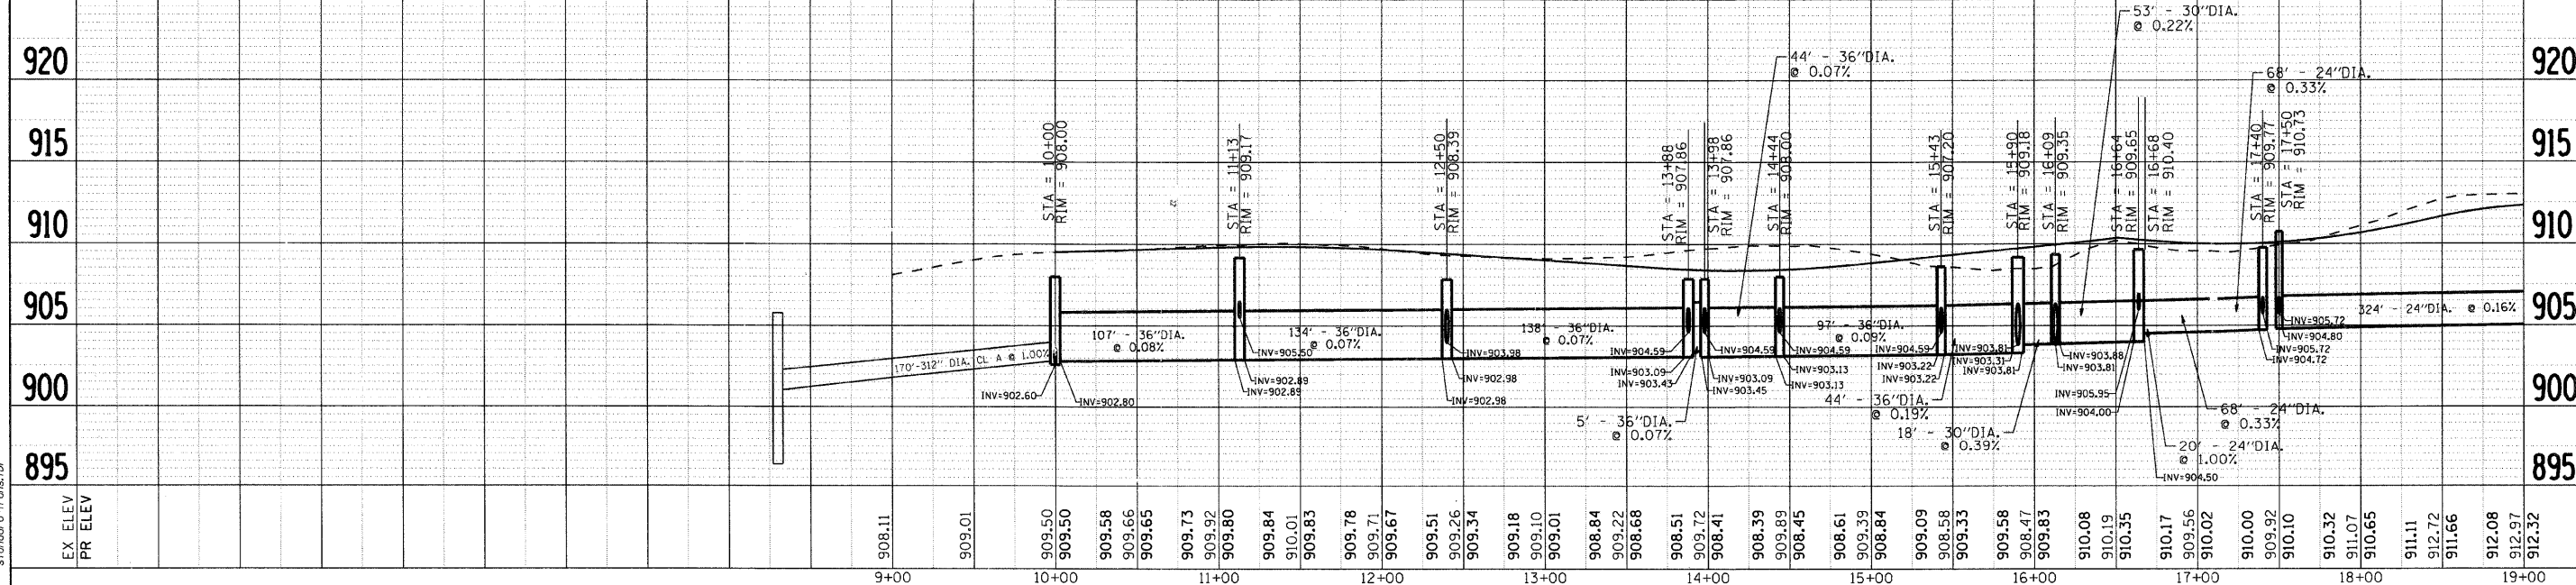 53' - 30"DIA.
@ 0.22%
920
44' - 36"DIA.
@ 0.07%
68' - 24"DIA.
@ 0.33%
920
915
STA = 10+00
RIM = 908.00
STA = 11+13
RIM = 909.17
STA = 12+50
RIM = 908.39
STA = 13+88
RIM = 907.86
STA = 13+98
RIM = 907.86
STA = 14+44
RIM = 908.00
STA = 15+43
RIM = 907.20
STA = 15+90
RIM = 909.18
STA = 16+09
RIM = 909.35
STA = 16+64
RIM = 909.65
STA = 16+68
RIM = 910.40
STA = 17+40
RIM = 909.77
STA = 17+50
RIM = 910.73
915
910
910
905
107' - 36"DIA.
@ 0.08%
INV=905.50
134' - 36"DIA.
@ 0.07%
INV=903.98
138' - 36"DIA.
@ 0.07%
INV=904.59
INV=904.59
INV=904.59
97' - 36"DIA.
@ 0.09%
INV=904.59
INV=903.81
INV=903.88
INV=905.72
INV=904.80
INV=905.72
INV=904.72
324' - 24"DIA. @ 0.16%
905
170'-312" DIA. CL A @ 1.00%
INV=902.60
INV=902.80
INV=902.89
INV=902.89
INV=902.98
INV=902.98
INV=903.09
INV=903.43
INV=903.09
INV=903.45
INV=903.13
INV=903.13
INV=903.22
INV=903.22
INV=903.31
INV=903.81
INV=903.81
INV=905.95
INV=904.00
900
5' - 36"DIA.
@ 0.07%
44' - 36"DIA.
@ 0.19%
18' - 30"DIA.
@ 0.39%
68' - 24"DIA.
@ 0.33%
20' - 24"DIA.
@ 1.00%
INV=904.50
900
895
895
EX ELEV
PR ELEV
908.11
909.01
909.50
909.50
909.58
909.66
909.65
909.73
909.92
909.80
909.84
910.01
909.83
909.78
909.71
909.67
909.51
909.26
909.34
909.18
909.10
909.01
908.84
909.22
908.68
908.51
909.72
908.41
908.39
909.89
908.45
908.61
909.39
908.84
909.09
908.58
909.33
909.58
908.47
909.83
910.08
910.19
910.35
910.17
909.56
910.02
910.00
909.92
910.10
910.32
911.07
910.65
911.11
912.72
911.66
912.08
912.97
912.32
9+00
10+00
11+00
12+00
13+00
14+00
15+00
16+00
17+00
18+00
19+00